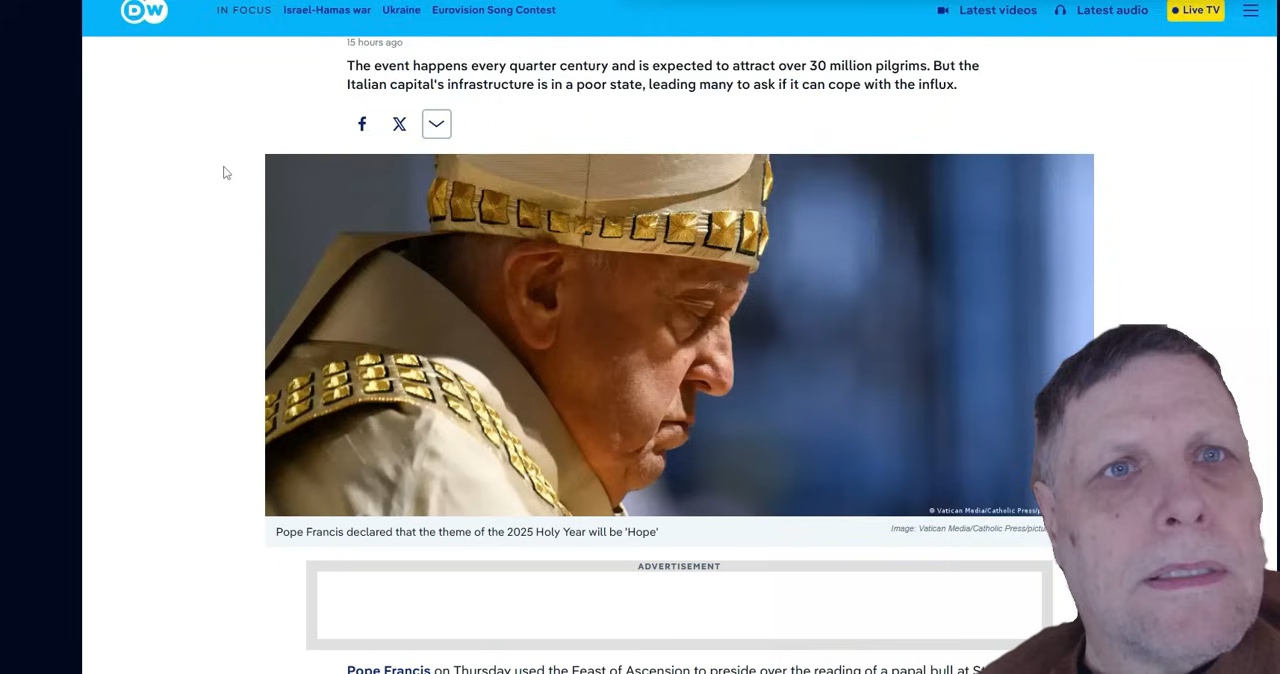 DW IN FOCUS Israel-Hamas war Ukraine Eurovision Song Contest Latest videos Latest audio Live TV
15 hours ago
The event happens every quarter century and is expected to attract over 30 million pilgrims. But the
Italian capital's infrastructure is in a poor state, leading many to ask if it can cope with the influx.
© Vatican Media/Catholic Press/p
Pope Francis declared that the theme of the 2025 Holy Year will be 'Hope'
Image: Vatican Media/Catholic Press/pictu
ADVERTISEMENT
Pope Francis on Thursday used the Feast of Ascension to preside over the reading of a papal bull at St